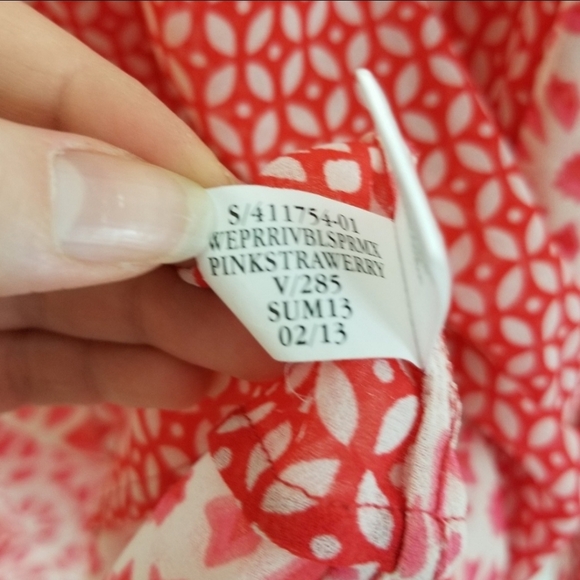 S/411754-01
WEPRRIVBLSPRMX
PINKSTRAWERRY
V/285
SUM13
02/13